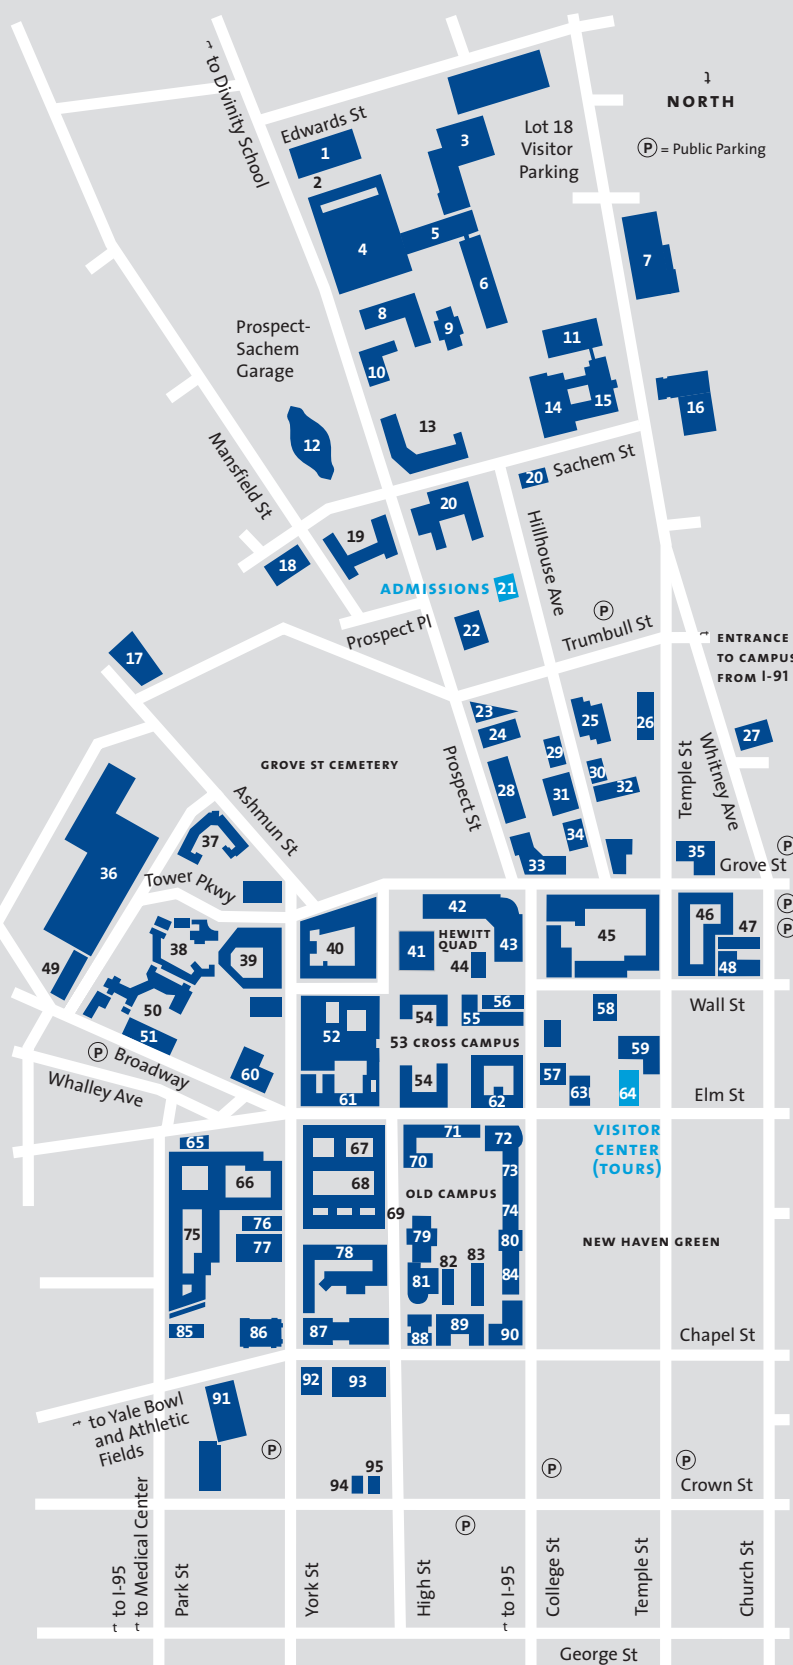 to Divinity School
NORTH
P = Public Parking
Edwards St
Lot 18
Visitor
Parking
1
2
3
4
5
6
7
8
9
10
11
12
13
14
15
16
Prospect-
Sachem
Garage
Mansfield St
Sachem St
20
20
19
18
Hillhouse Ave
ADMISSIONS 21
22
P
Trumbull St
Prospect Pl
ENTRANCE
TO CAMPUS
FROM I-91
17
23
24
25
26
27
Temple St
Whitney Ave
GROVE ST CEMETERY
Prospect St
28
29
30
31
32
33
34
35
Grove St
P
P
P
Ashmun St
36
37
Tower Pkwy
38
39
40
41
42
HEWITT
QUAD
43
44
45
46
47
48
49
50
51
P
Broadway
Whalley Ave
52
53 CROSS CAMPUS
54
54
55
56
57
58
59
Wall St
60
61
62
63
64
Elm St
VISITOR
CENTER
(TOURS)
65
66
67
68
69
70
71
72
73
OLD CAMPUS
74
75
76
77
78
79
80
81
82
83
84
NEW HAVEN GREEN
85
86
87
88
89
90
Chapel St
91
92
93
94
95
to Yale Bowl
and Athletic
Fields
P
P
P
Crown St
P
to I-95
to Medical Center
Park St
York St
High St
to I-95
College St
Temple St
Church St
George St